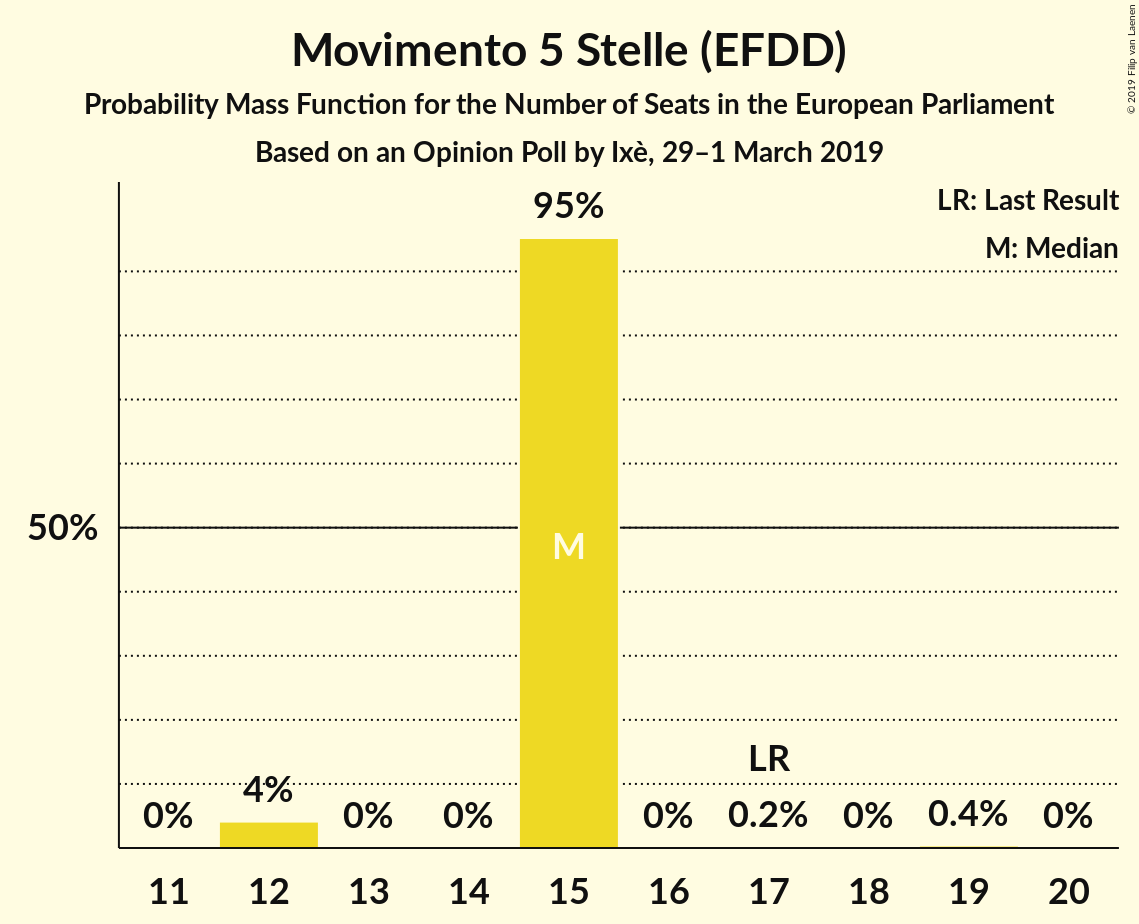 Movimento 5 Stelle (EFDD)
Probability Mass Function for the Number of Seats in the European Parliament
Based on an Opinion Poll by Ixè, 29–1 March 2019
© 2019 Filip van Laenen
LR: Last Result
M: Median
95%
50%
M
LR
0%
4%
0%
0%
0%
0.2%
0%
0.4%
0%
11 12 13 14 15 16 17 18 19 20